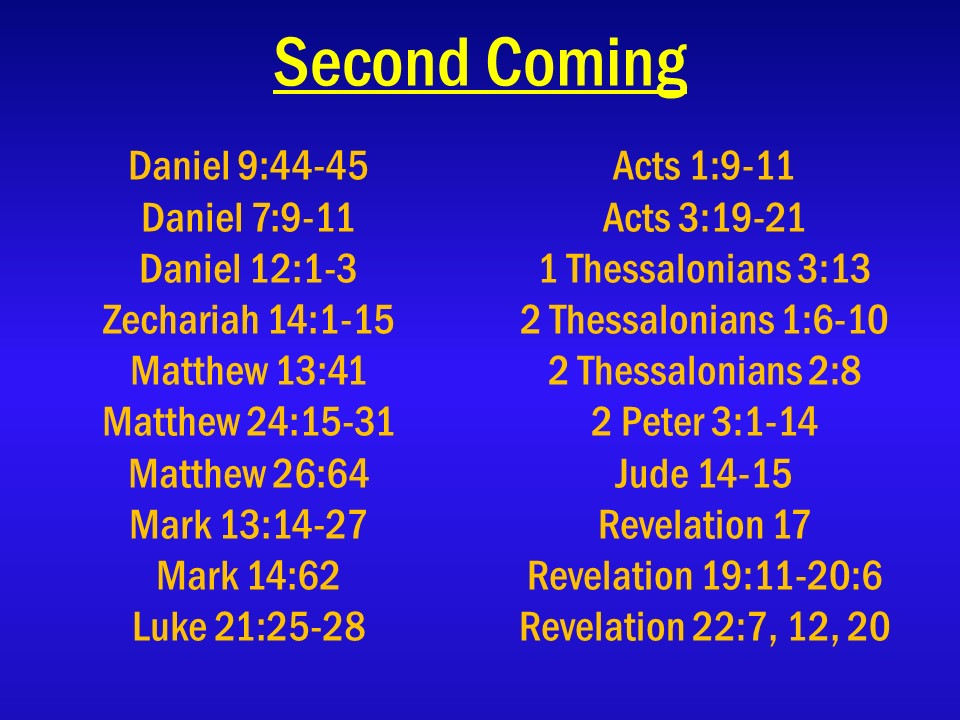 Second Coming
Daniel 9:44-45
Daniel 7:9-11
Daniel 12:1-3
Zechariah 14:1-15
Matthew 13:41
Matthew 24:15-31
Matthew 26:64
Mark 13:14-27
Mark 14:62
Luke 21:25-28
Acts 1:9-11
Acts 3:19-21
1 Thessalonians 3:13
2 Thessalonians 1:6-10
2 Thessalonians 2:8
2 Peter 3:1-14
Jude 14-15
Revelation 17
Revelation 19:11-20:6
Revelation 22:7, 12, 20